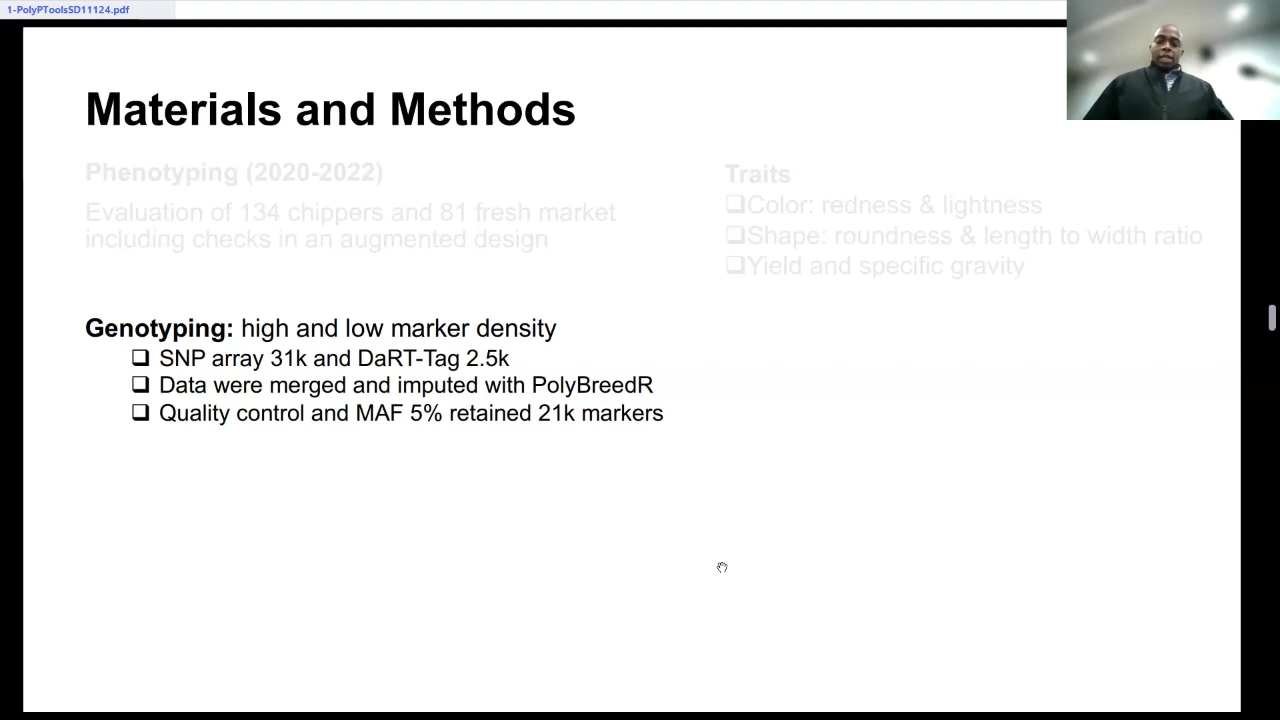 1-PolyPToolsSD11124.pdf
Materials and Methods
Phenotyping (2020-2022)
Evaluation of 134 chippers and 81 fresh market
including checks in an augmented design
Traits
❑Color: redness & lightness
❑Shape: roundness & length to width ratio
❑Yield and specific gravity
Genotyping: high and low marker density
❑ SNP array 31k and DaRT-Tag 2.5k
❑ Data were merged and imputed with PolyBreedR
❑ Quality control and MAF 5% retained 21k markers